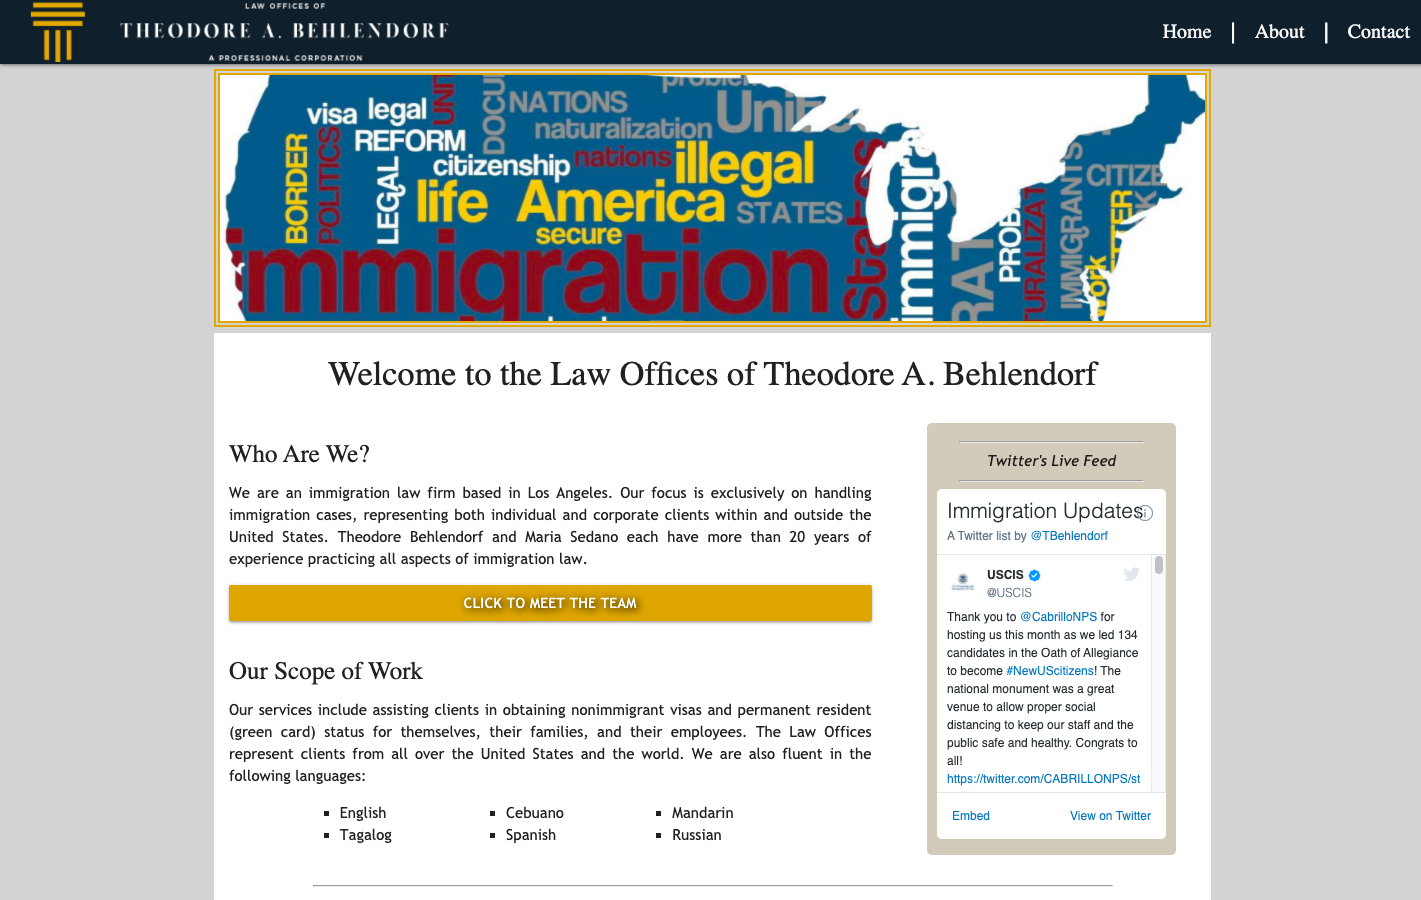 LAW OFFICES OF
THEODORE A. BEHLENDORF
A PROFESSIONAL CORPORATION
Home | About | Contact
visa legal
REFORM
BORDER
POLITICS
LEGAL
citizenship
NATIONS
naturalization
nations
illegal
life America
STATES
secure
immigration
States
IMMIGRANTS
Welcome to the Law Offices of Theodore A. Behlendorf
Who Are We?
We are an immigration law firm based in Los Angeles. Our focus is exclusively on handling
immigration cases, representing both individual and corporate clients within and outside the
United States. Theodore Behlendorf and Maria Sedano each have more than 20 years of
experience practicing all aspects of immigration law.
CLICK TO MEET THE TEAM
Our Scope of Work
Our services include assisting clients in obtaining nonimmigrant visas and permanent resident
(green card) status for themselves, their families, and their employees. The Law Offices
represent clients from all over the United States and the world. We are also fluent in the
following languages:
English
Tagalog
Cebuano
Spanish
Mandarin
Russian
Twitter's Live Feed
Immigration Updates
A Twitter list by @TBehlendorf
USCIS
@USCIS
Thank you to @CabrilloNPS for
hosting us this month as we led 134
candidates in the Oath of Allegiance
to become #NewUScitizens! The
national monument was a great
venue to allow proper social
distancing to keep our staff and the
public safe and healthy. Congrats to
all!
https://twitter.com/CABRILLONPS/st
Embed
View on Twitter